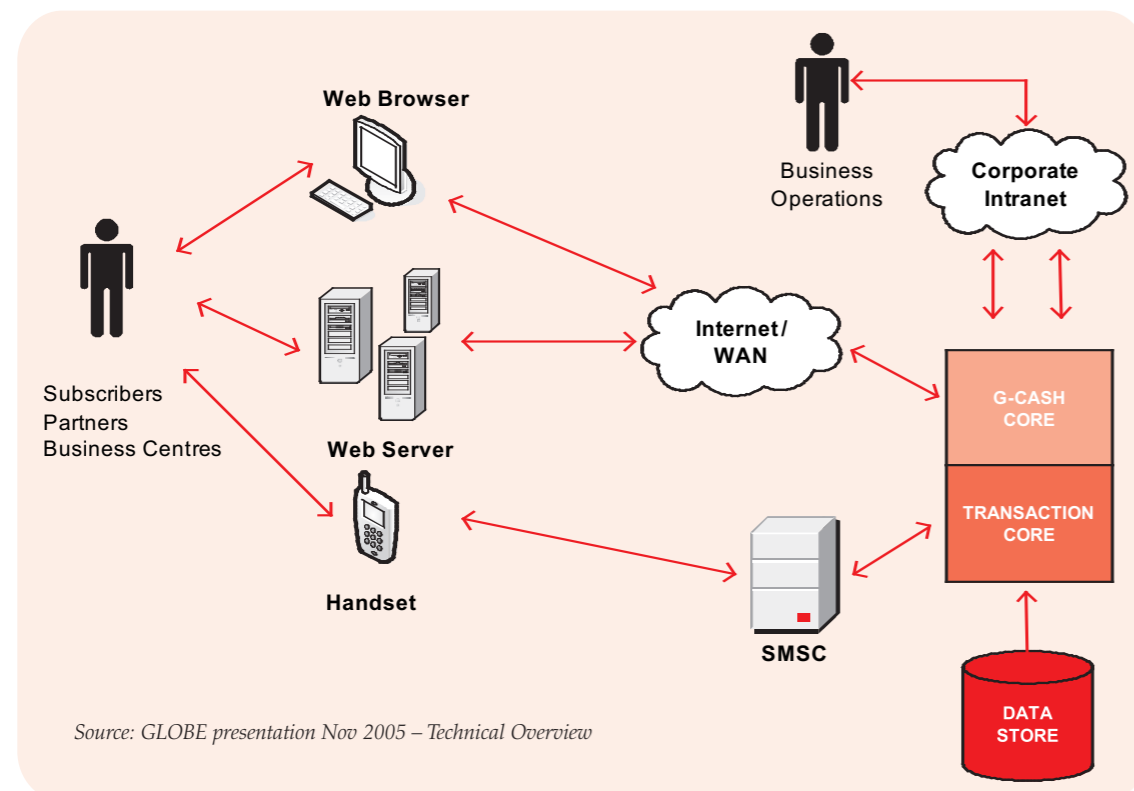 Web Browser
Business
Operations
Corporate
Intranet
Internet/
WAN
Subscribers
Partners
Business Centres
Web Server
G-CASH
CORE
TRANSACTION
CORE
Handset
SMSC
DATA
STORE
Source: GLOBE presentation Nov 2005 – Technical Overview